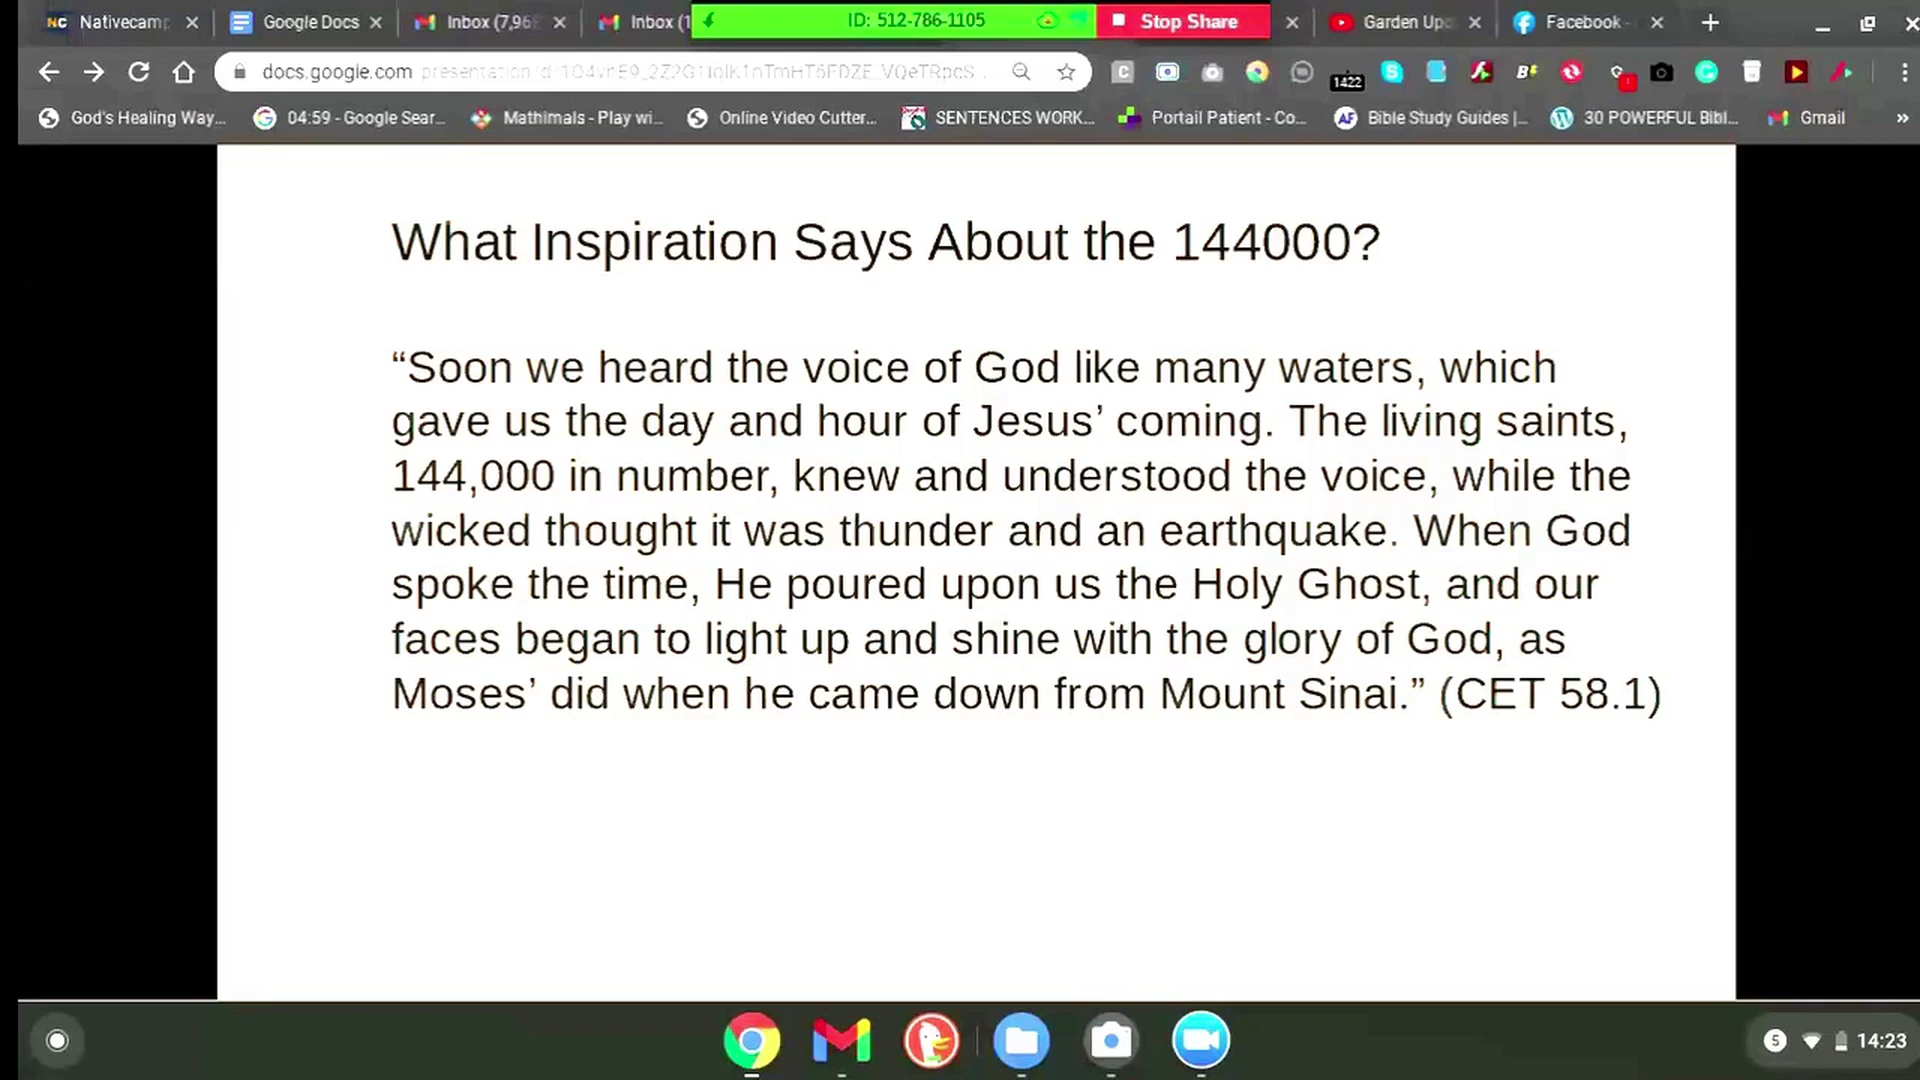 Nativecam
Google Docs
Inbox (7,96
Inbox (1
ID: 512-786-1105
Stop Share
Garden Up
Facebook -
docs.google.com
1422
God's Healing Way...
04:59 - Google Sear...
Mathimals - Play wi...
Online Video Cutter...
SENTENCES WORK...
Portail Patient - Co...
Bible Study Guides |...
30 POWERFUL Bibl...
Gmail
What Inspiration Says About the 144000?
“Soon we heard the voice of God like many waters, which
gave us the day and hour of Jesus’ coming. The living saints,
144,000 in number, knew and understood the voice, while the
wicked thought it was thunder and an earthquake. When God
spoke the time, He poured upon us the Holy Ghost, and our
faces began to light up and shine with the glory of God, as
Moses’ did when he came down from Mount Sinai.” (CET 58.1)
5
14:23